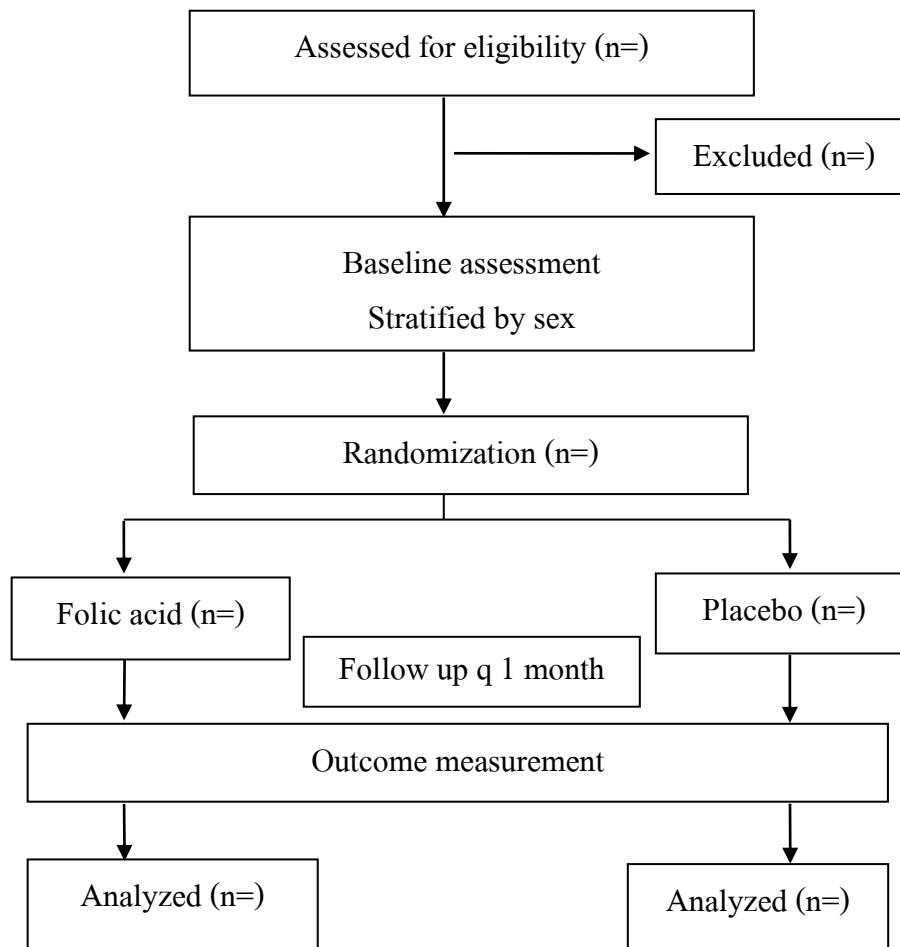 Assessed for eligibility (n=)
Excluded (n=)
Baseline assessment
Stratified by sex
Randomization (n=)
Folic acid (n=)
Placebo (n=)
Follow up q 1 month
Outcome measurement
Analyzed (n=)
Analyzed (n=)